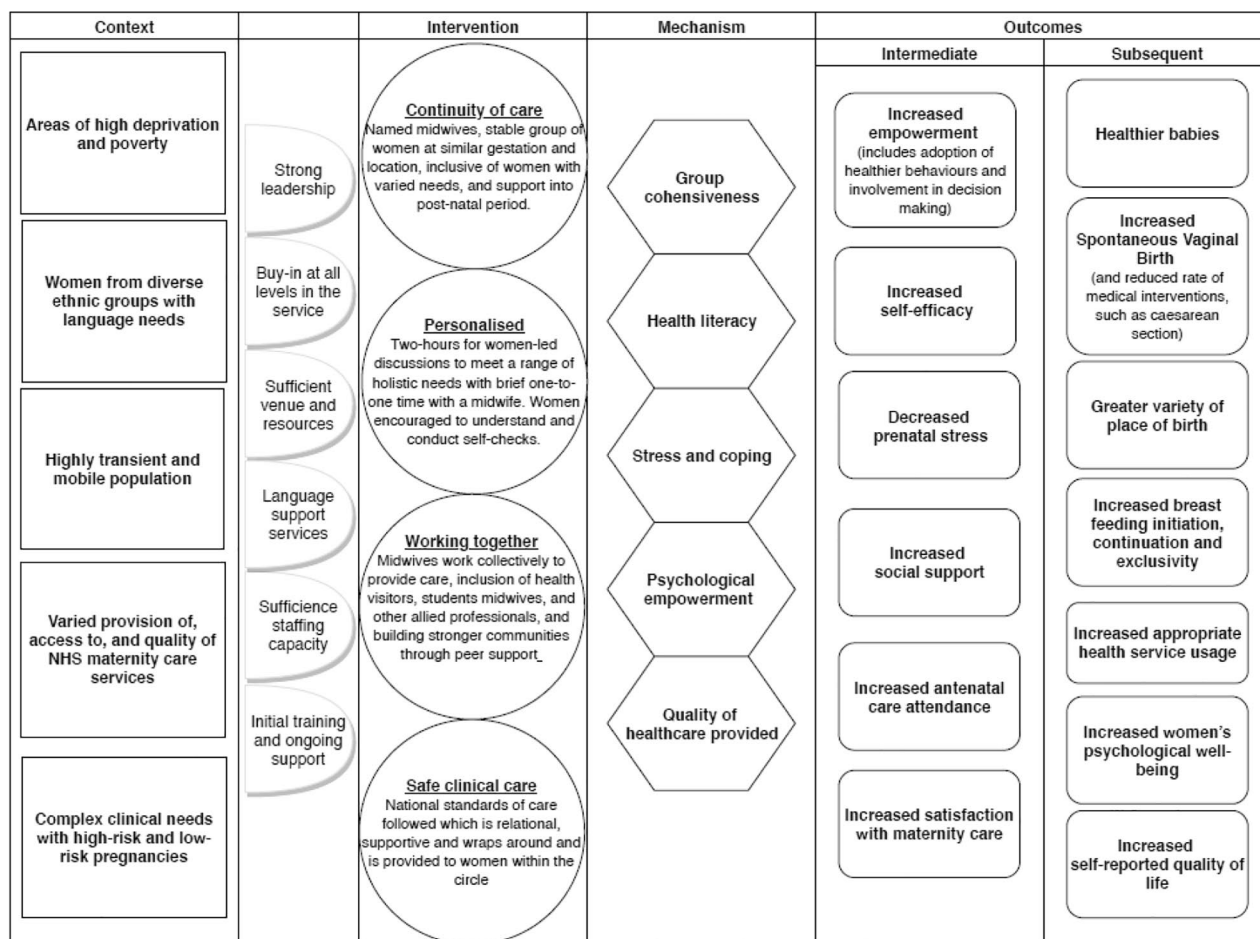 Context
Intervention
Mechanism
Outcomes
Intermediate
Subsequent
Areas of high deprivation
and poverty
Women from diverse
ethnic groups with
language needs
Highly transient and
mobile population
Varied provision of,
access to, and quality of
NHS maternity care
services
Complex clinical needs
with high-risk and low-
risk pregnancies
Strong
leadership
Buy-in at all
levels in the
service
Sufficient
venue and
resources
Language
support
services
Sufficience
staffing
capacity
Initial training
and ongoing
support
Continuity of care
Named midwives, stable group of
women at similar gestation and
location, inclusive of women with
varied needs, and support into
post-natal period.
Personalised
Two-hours for women-led
discussions to meet a range of
holistic needs with brief one-to-
one time with a midwife. Women
encouraged to understand and
conduct self-checks.
Working together
Midwives work collectively to
provide care, inclusion of health
visitors, students midwives, and
other allied professionals, and
building stronger communities
through peer support_
Safe clinical care
National standards of care
followed which is relational,
supportive and wraps around and
is provided to women within the
circle
Group
cohensiveness
Health literacy
Stress and coping
Psychological
empowerment
Quality of
healthcare provided
Increased
empowerment
(includes adoption of
healthier behaviours and
involvement in decision
making)
Increased
self-efficacy
Decreased
prenatal stress
Increased
social support
Increased antenatal
care attendance
Increased satisfaction
with maternity care
Healthier babies
Increased
Spontaneous Vaginal
Birth
(and reduced rate of
medical interventions,
such as caesarean
section)
Greater variety of
place of birth
Increased breast
feeding initiation,
continuation and
exclusivity
Increased appropriate
health service usage
Increased women's
psychological well-
being
Increased
self-reported quality of
life